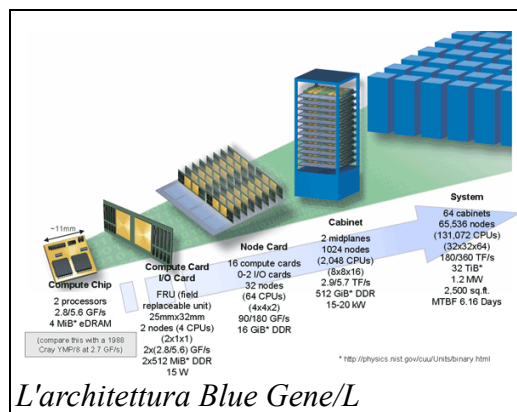 ~11mm
Compute Chip
2 processors
2.8/5.6 GF/s
4 MiB* eDRAM
(compare this with a 1988
Cray YMP/8 at 2.7 GF/s)
Compute Card
I/O Card
FRU (field
replaceable unit)
25mmx32mm
2 nodes (4 CPUs)
(2x1x1)
2x(2.8/5.6) GF/s
2x512 MiB* DDR
15 W
Node Card
16 compute cards
0-2 I/O cards
32 nodes
(64 CPUs)
(4x4x2)
90/180 GF/s
16 GiB* DDR
Cabinet
2 midplanes
1024 nodes
(2,048 CPUs)
(8x8x16)
2.9/5.7 TF/s
512 GiB* DDR
15-20 kW
System
64 cabinets
65,536 nodes
(131,072 CPUs)
(32x32x64)
180/360 TF/s
32 TiB*
1.2 MW
2,500 sq.ft.
MTBF 6.16 Days
* http://physics.nist.gov/cuu/Units/binary.html
L'architettura Blue Gene/L